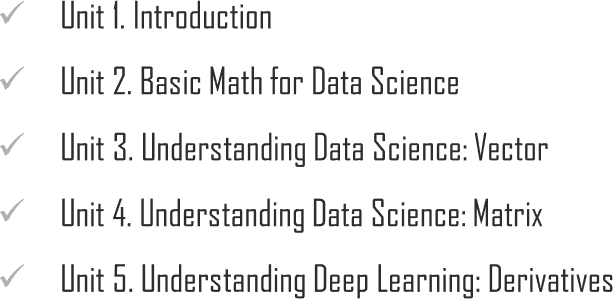 Unit 1. Introduction
Unit 2. Basic Math for Data Science
Unit 3. Understanding Data Science: Vector
Unit 4. Understanding Data Science: Matrix
Unit 5. Understanding Deep Learning: Derivatives